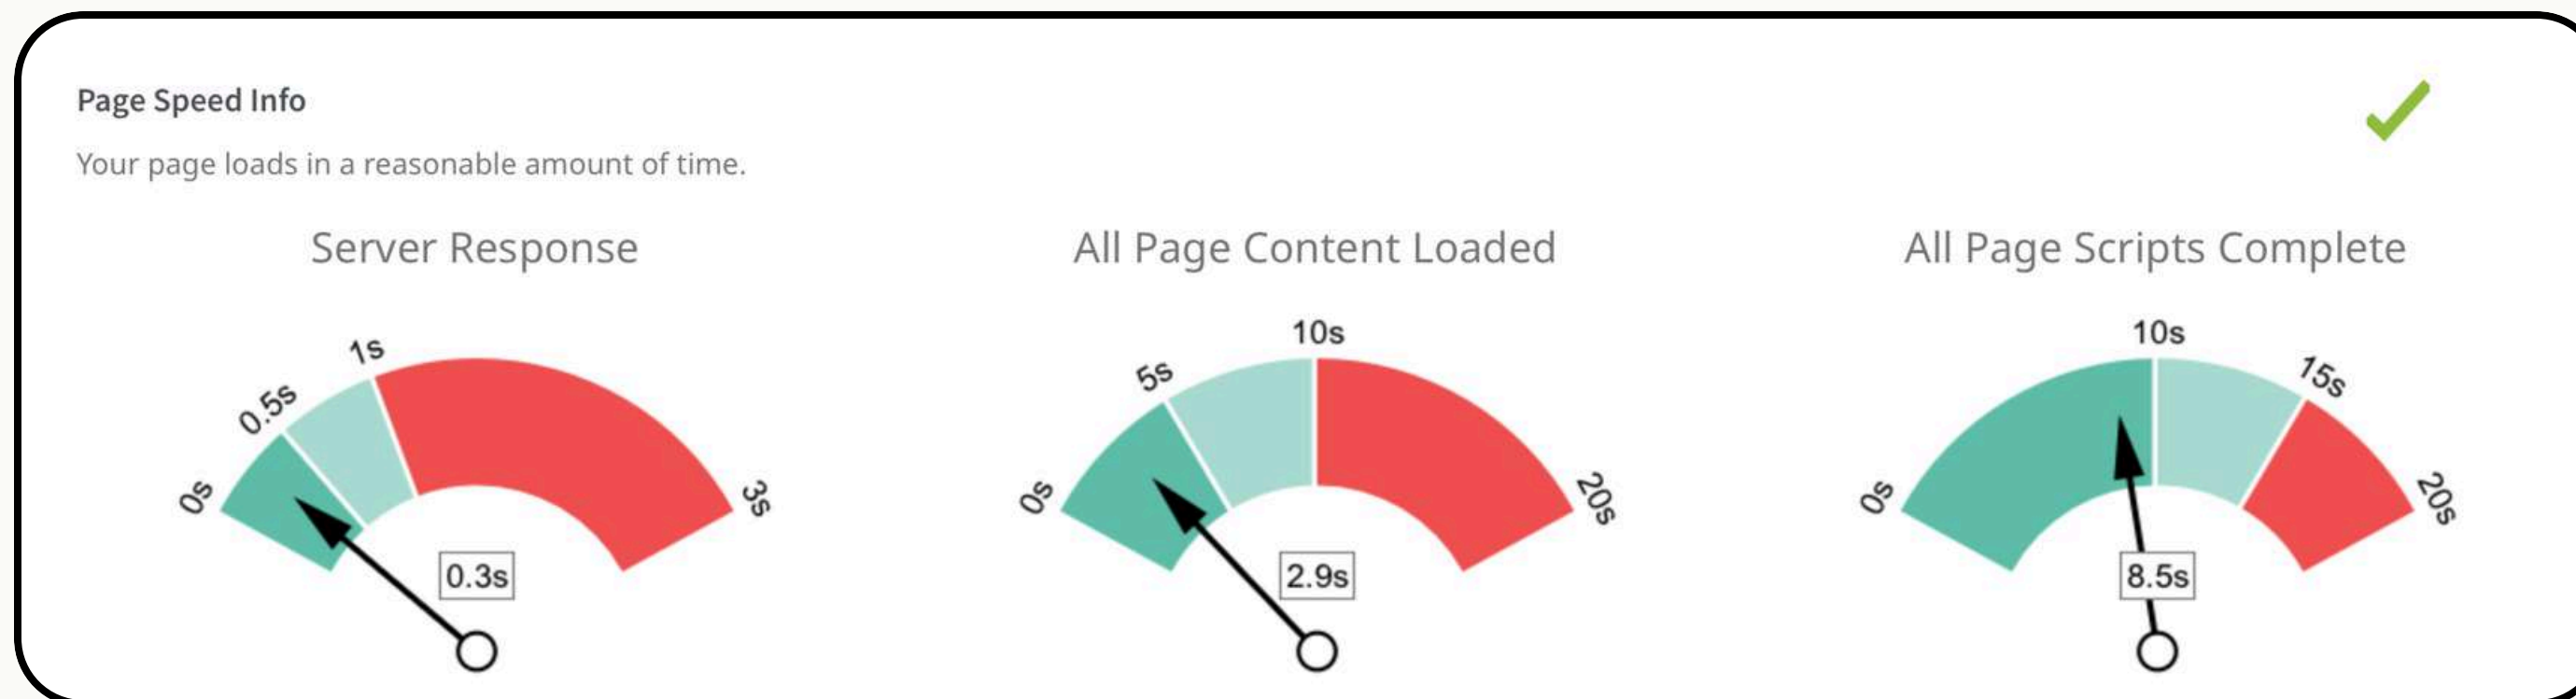 Page Speed Info
Your page loads in a reasonable amount of time.
Server Response
0s
0.5s
1s
3s
0.3s
All Page Content Loaded
0s
5s
10s
20s
2.9s
All Page Scripts Complete
0s
10s
15s
20s
8.5s